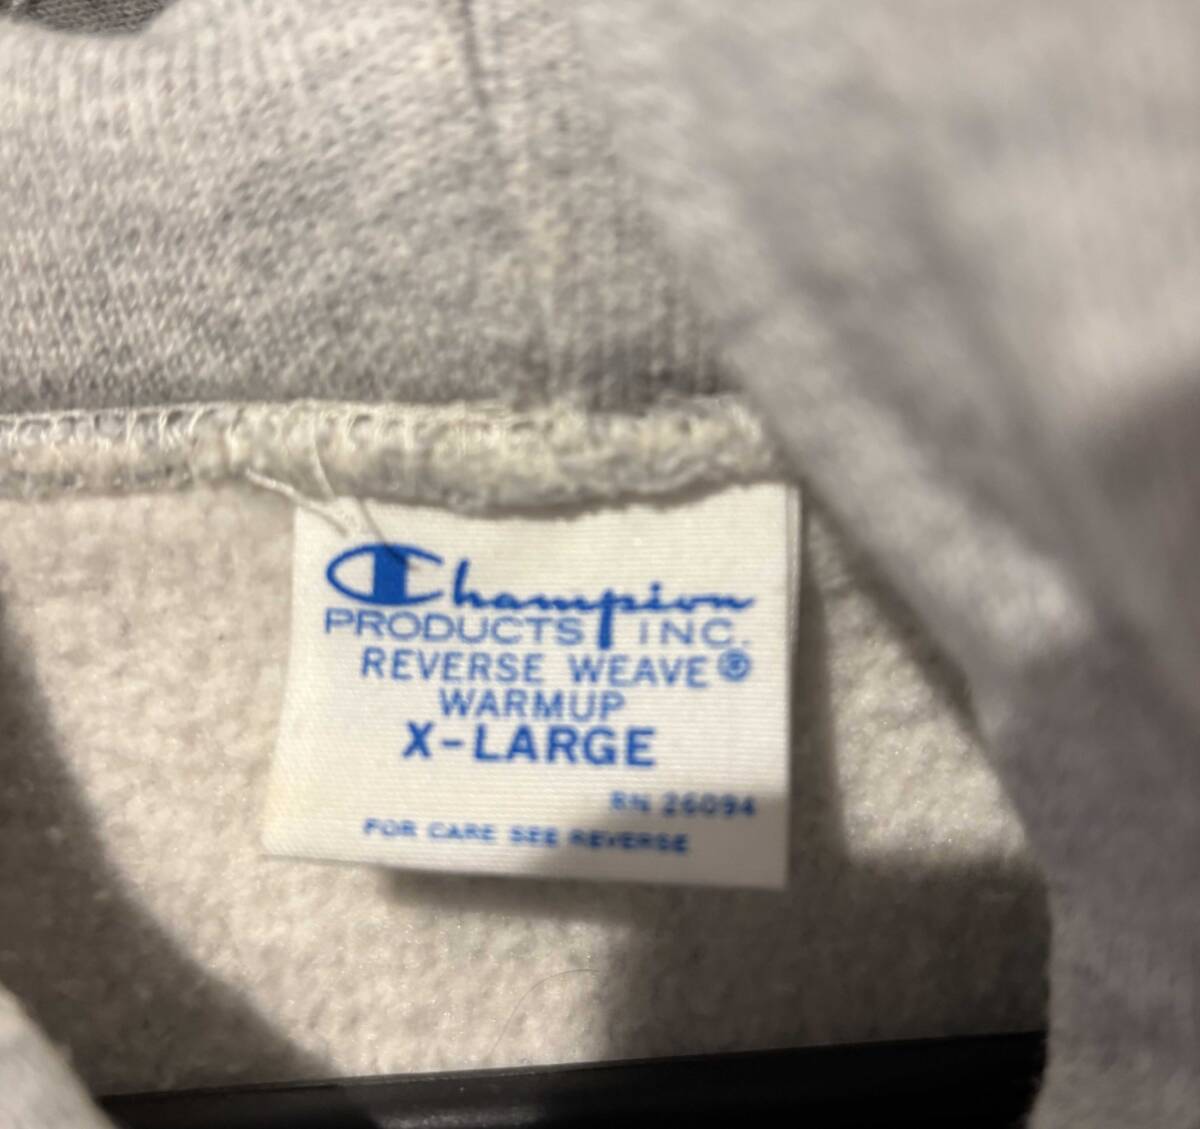 Champion
PRODUCTS INC.
REVERSE WEAVE®
WARMUP
X-LARGE
RN 26094
FOR CARE SEE REVERSE